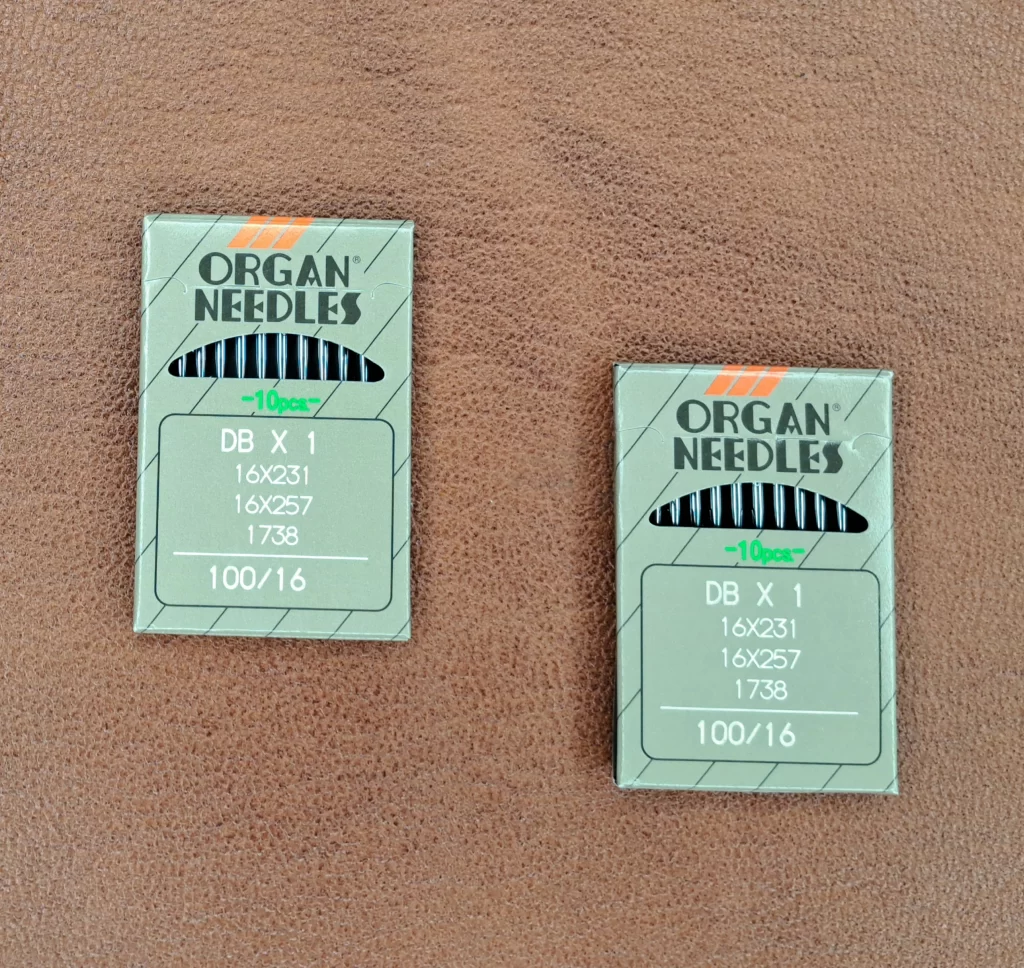 ORGAN®
NEEDLES
-10pcs-
DB X 1
16X231
16X257
1738
100/16
ORGAN®
NEEDLES
-10pcs-
DB X 1
16X231
16X257
1738
100/16